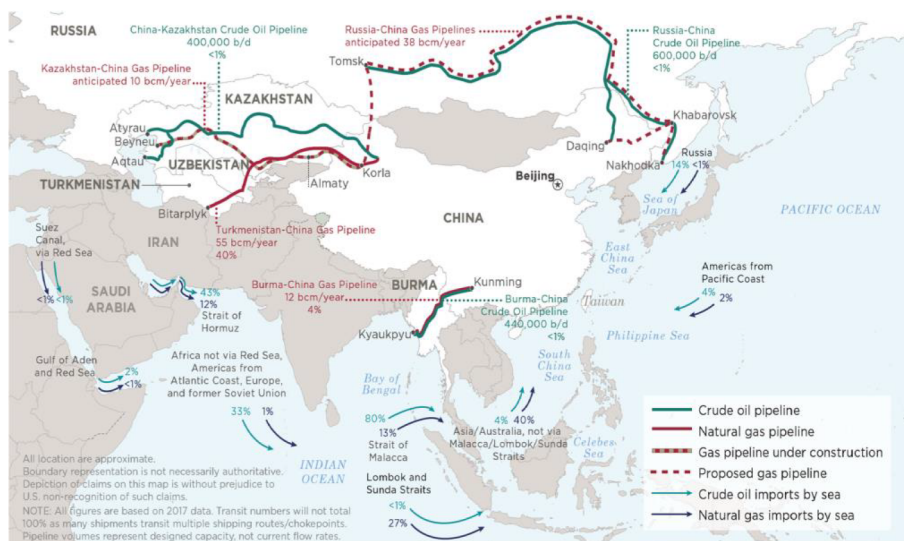 RUSSIA
China-Kazakhstan Crude Oil Pipeline
400,000 b/d
<1%
Russia-China Gas Pipelines
anticipated 38 bcm/year
Russia-China
Crude Oil Pipeline
600,000 b/d
<1%
Tomsk
Kazakhstan-China Gas Pipeline
anticipated 10 bcm/year
KAZAKHSTAN
Khabarovsk
Atyrau
Beyneu
Aqtau
UZBEKISTAN
TURKMENISTAN
Almaty
Korla
Daqing
Nakhodka
Russia
14%
<1%
Beijing
Sea of
Japan
PACIFIC OCEAN
Bitarplyk
CHINA
IRAN
Turkmenistan-China Gas Pipeline
55 bcm/year
40%
Suez
Canal,
via Red Sea
<1%
<1%
SAUDI
ARABIA
43%
12%
Strait of
Hormuz
East
China
Sea
Burma-China Gas Pipeline
12 bcm/year
4%
BURMA
Kunming
Burma-China
Crude Oil Pipeline
440,000 b/d
<1%
Kyaukpyu
Taiwan
Americas from
Pacific Coast
4%
2%
Philippine Sea
Gulf of Aden
and Red Sea
2%
<1%
Africa not via Red Sea,
Americas from
Atlantic Coast, Europe,
and former Soviet Union
33%
1%
Bay of
Bengal
80%
13%
Strait of
Malacca
South
China
Sea
4%
40%
Asia/Australia, not via
Malacca/Lombok/Sunda
Straits
Celebes
Sea
INDIAN
OCEAN
Lombok and
Sunda Straits
<1%
27%
All location are approximate.
Boundary representation is not necessarily authoritative.
Depiction of claims on this map is without prejudice to
U.S. non-recognition of such claims.
NOTE: All figures are based on 2017 data. Transit numbers will not total
100% as many shipments transit multiple shipping routes/chokepoints.
Pipeline volumes represent designed capacity, not current flow rates.
Crude oil pipeline
Natural gas pipeline
Gas pipeline under construction
Proposed gas pipeline
Crude oil imports by sea
Natural gas imports by sea